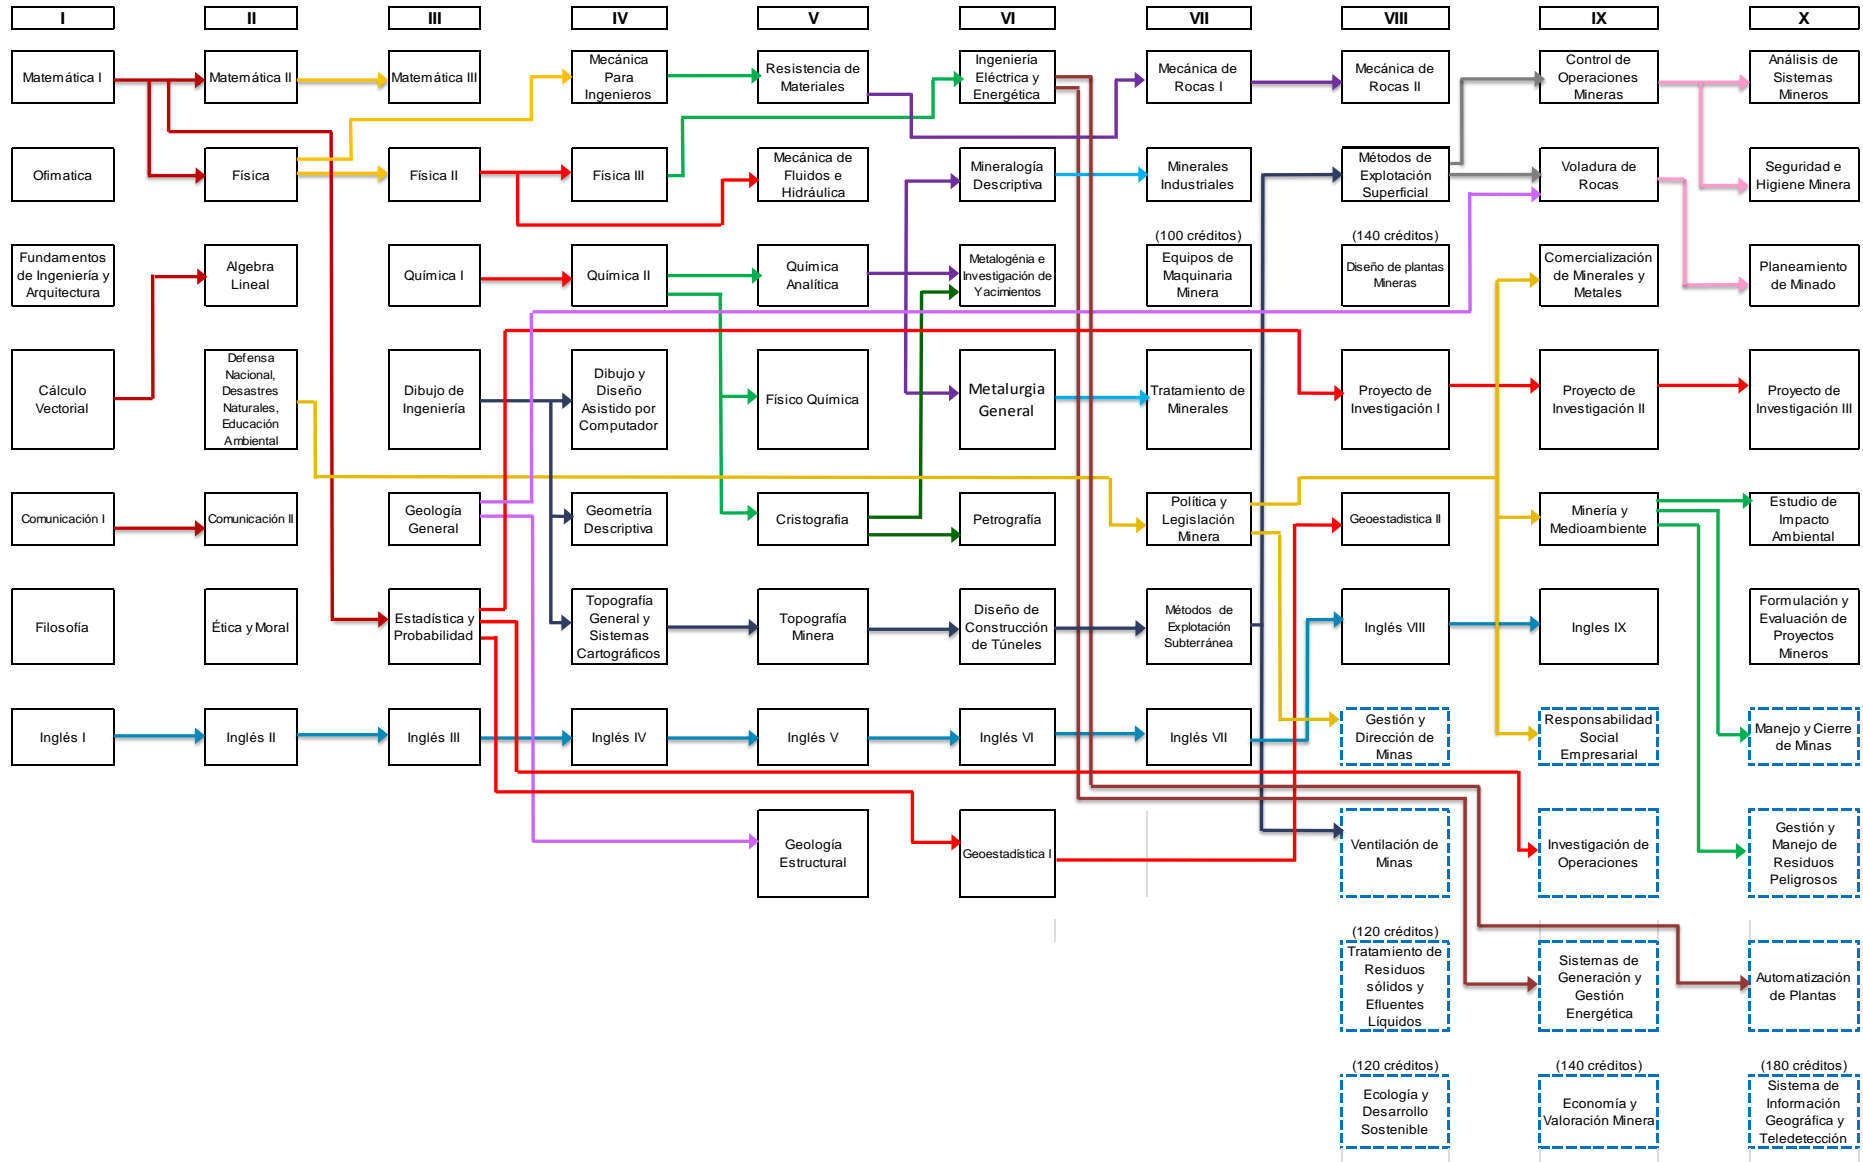 I
II
III
IV
V
VI
VII
VIII
IX
X
Matemática I
Matemática II
Matemática III
Mecánica
Para
Ingenieros
Resistencia de
Materiales
Ingeniería
Eléctrica y
Energética
Mecánica de
Rocas I
Mecánica de
Rocas II
Control de
Operaciones
Mineras
Análisis de
Sistemas
Mineros
Ofimatica
Física
Física II
Física III
Mecánica de
Fluidos e
Hidráulica
Mineralogía
Descriptiva
Minerales
Industriales
Métodos de
Explotación
Superficial
Voladura de
Rocas
Seguridad e
Higiene Minera
Fundamentos
de Ingeniería y
Arquitectura
Algebra
Lineal
Química I
Química II
Química
Analítica
Metalogénia e
Investigación de
Yacimientos
(100 créditos)
Equipos de
Maquinaria
Minera
(140 créditos)
Diseño de plantas
Mineras
Comercialización
de Minerales y
Metales
Planeamiento
de Minado
Cálculo
Vectorial
Defensa
Nacional,
Desastres
Naturales,
Educación
Ambiental
Dibujo de
Ingeniería
Dibujo y
Diseño
Asistido por
Computador
Físico Química
Metalurgia
General
Tratamiento de
Minerales
Proyecto de
Investigación I
Proyecto de
Investigación II
Proyecto de
Investigación III
Comunicación I
Comunicación II
Geología
General
Geometría
Descriptiva
Cristografia
Petrografía
Política y
Legislación
Minera
Geoestadistica II
Minería y
Medioambiente
Estudio de
Impacto
Ambiental
Filosofía
Ética y Moral
Estadística y
Probabilidad
Topografía
General y
Sistemas
Cartográficos
Topografía
Minera
Diseño de
Construcción
de Túneles
Métodos de
Explotación
Subterránea
Inglés VIII
Ingles IX
Formulación y
Evaluación de
Proyectos
Mineros
Inglés I
Inglés II
Inglés III
Inglés IV
Inglés V
Inglés VI
Inglés VII
Gestión y
Dirección de
Minas
Responsabilidad
Social
Empresarial
Manejo y Cierre
de Minas
Geología
Estructural
Geoestadística I
Ventilación de
Minas
Investigación de
Operaciones
Gestión y
Manejo de
Residuos
Peligrosos
(120 créditos)
Tratamiento de
Residuos
sólidos y
Efluentes
Líquidos
Sistemas de
Generación y
Gestión
Energética
Automatización
de Plantas
(120 créditos)
Ecología y
Desarrollo
Sostenible
(140 créditos)
Economía y
Valoración Minera
(180 créditos)
Sistema de
Información
Geográfica y
Teledetección